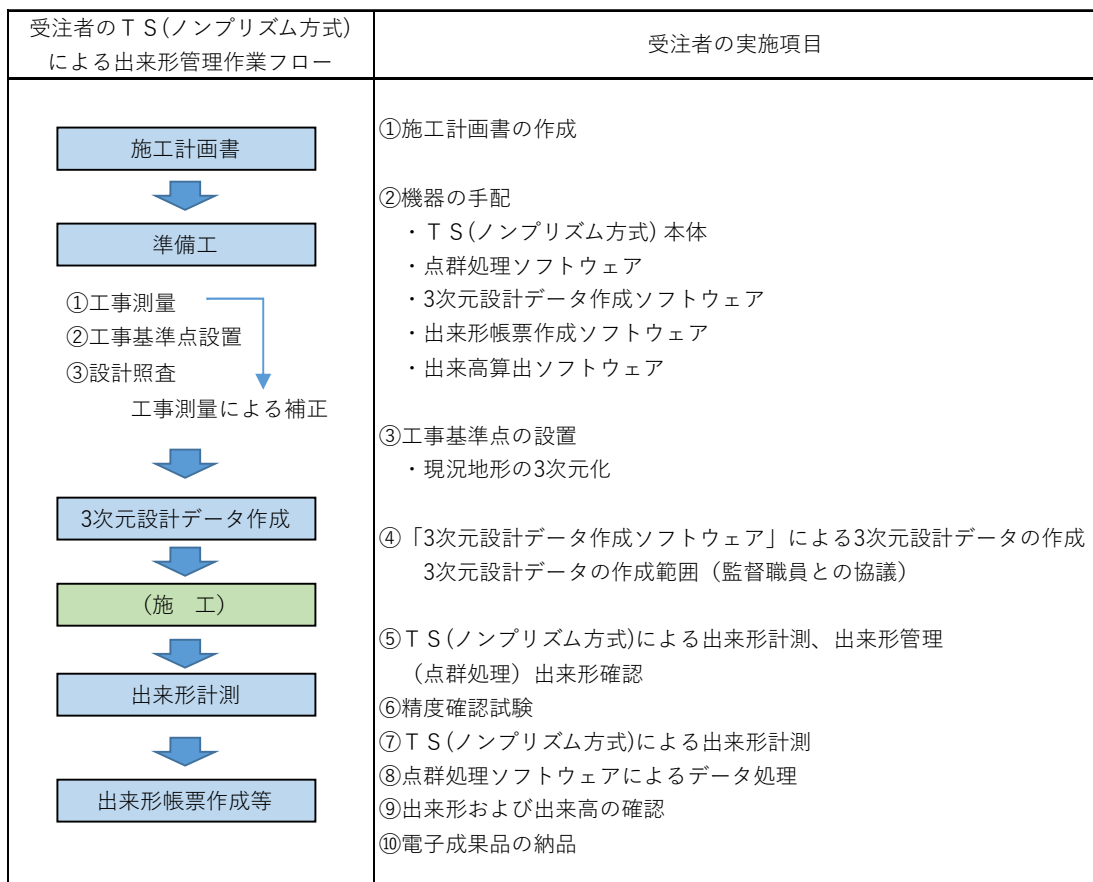 受注者のＴＳ(ノンプリズム方式)
による出来形管理作業フロー
受注者の実施項目
施工計画書
準備工
①工事測量
②工事基準点設置
③設計照査
工事測量による補正
3次元設計データ作成
(施　工)
出来形計測
出来形帳票作成等
①施工計画書の作成
②機器の手配
・ＴＳ(ノンプリズム方式) 本体
・点群処理ソフトウェア
・3次元設計データ作成ソフトウェア
・出来形帳票作成ソフトウェア
・出来高算出ソフトウェア
③工事基準点の設置
・現況地形の3次元化
④「3次元設計データ作成ソフトウェア」による3次元設計データの作成
3次元設計データの作成範囲（監督職員との協議）
⑤ＴＳ(ノンプリズム方式)による出来形計測、出来形管理
（点群処理）出来形確認
⑥精度確認試験
⑦ＴＳ(ノンプリズム方式)による出来形計測
⑧点群処理ソフトウェアによるデータ処理
⑨出来形および出来高の確認
⑩電子成果品の納品